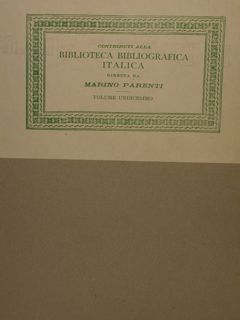 CONTRIBUTI ALLA
BIBLIOTECA BIBLIOGRAFICA
ITALICA
DIRETTA DA
MARINO PARENTI
VOLUME UNDICESIMO